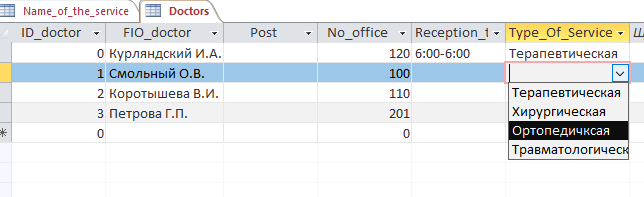 Name_of_the_service Doctors
ID_doctor FIO_doctor Post No_office Reception_t Type_Of_Service
0 Курляндский И.А. 120 6:00-6:00 Терапевтическая
1 Смольный О.В. 100
2 Коротышева В.И. 110
3 Петрова Г.П. 201
0 0
Терапевтическая
Хирургическая
Ортопедичксая
Травматологическ